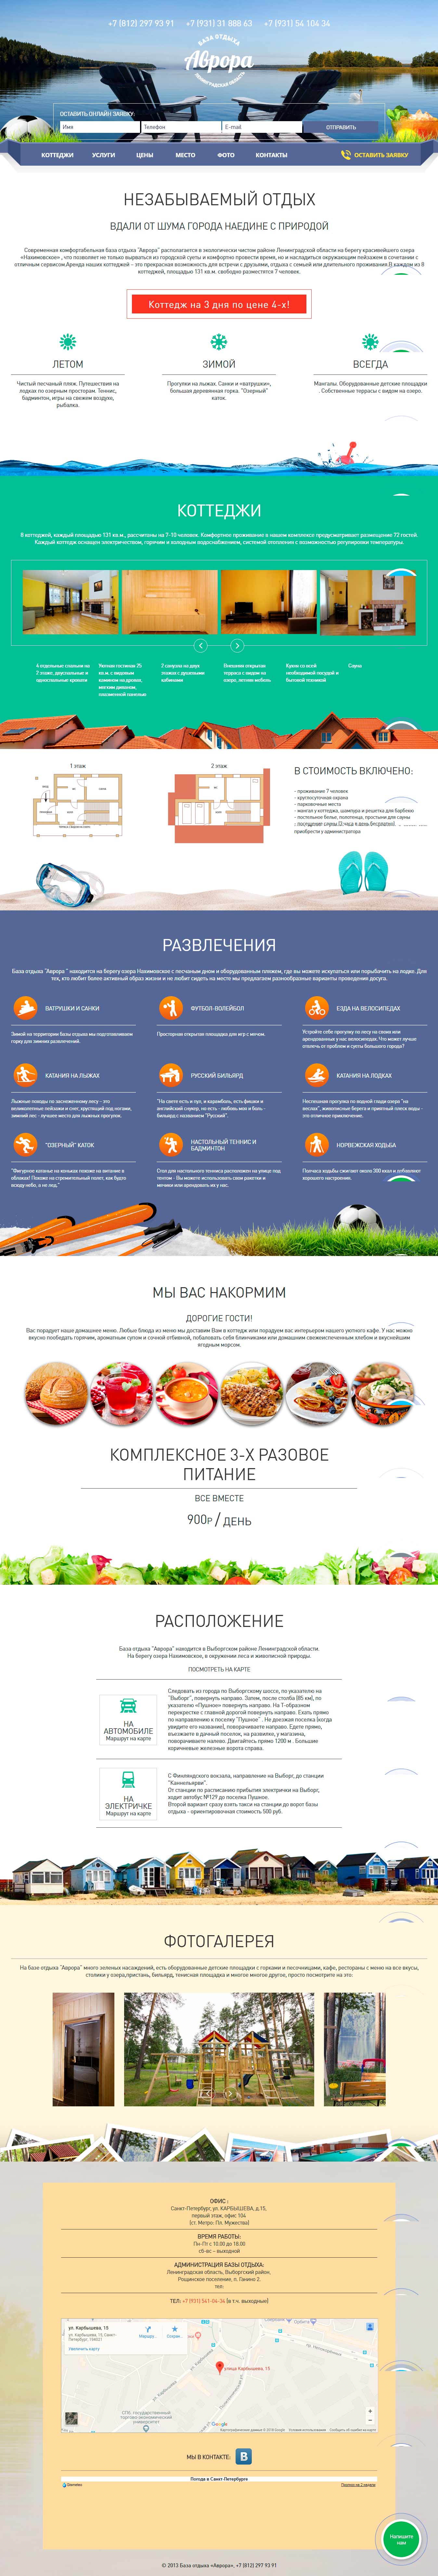 +7 (812) 297 93 91 +7 (931) 31 888 63 +7 (931) 54 104 34
БАЗА ОТДЫХА
Аврора
ЛЕНИНГРАДСКАЯ ОБЛАСТЬ
ОСТАВИТЬ ОНЛАЙН ЗАЯВКУ:
Имя Телефон E-mail ОТПРАВИТЬ
КОТТЕДЖИ УСЛУГИ ЦЕНЫ МЕСТО ФОТО КОНТАКТЫ ОСТАВИТЬ ЗАЯВКУ
НЕЗАБЫВАЕМЫЙ ОТДЫХ
ВДАЛИ ОТ ШУМА ГОРОДА НАЕДИНЕ С ПРИРОДОЙ
Современная комфортабельная база отдыха "Аврора" располагается в экологически чистом районе Ленинградской области на берегу красивейшего озера
«Нахимовское» , что позволяет не только вырваться из городской суеты и комфортно провести время, но и насладиться окружающим пейзажем в сочетании с
отличным сервисом.Аренда наших коттеджей - это прекрасная возможность для встречи с друзьями, отдыха с семьей или длительного проживания.В каждом из 8
коттеджей, площадью 131 кв.м. свободно разместятся 7 человек.
Коттедж на 3 дня по цене 4-х!
ЛЕТОМ
Чистый песчаный пляж. Путешествия на
лодках по озерным просторам. Теннис,
бадминтон, игры на свежем воздухе,
рыбалка.
ЗИМОЙ
Прогулки на лыжах. Санки и «ватрушки»,
большая деревянная горка. "Озерный"
каток.
ВСЕГДА
Мангалы. Оборудованные детские площадки
. Собственные террасы с видом на озеро.
КОТТЕДЖИ
8 коттеджей, каждый площадью 131 кв.м., рассчитаны на 7-10 человек. Комфортное проживание в нашем комплексе предусматривает размещение 72 гостей.
Каждый коттедж оснащен электричеством, горячим и холодным водоснабжением, системой отопления с возможностью регулировки температуры.
4 отдельные спальни на
2 этаже, двуспальные и
односпальные кровати
Уютная гостиная 25
кв.м. с видовым
камином на дровах,
мягким диваном,
плазменной панелью
2 санузла на двух
этажах с душевыми
кабинами
Внешняя открытая
терраса с видом на
озеро, летняя мебель
Кухня со всей
необходимой посудой и
бытовой техникой
Сауна
1 этаж
2 этаж
В СТОИМОСТЬ ВКЛЮЧЕНО:
- проживание 7 человек
- круглосуточная охрана
- парковочные места
- мангал у коттеджа, шампура и решетка для барбекю
- постельное белье, полотенца, простыни для сауны
- посещение сауны (3 часа в день бесплатно),
приобрести у администратора
РАЗВЛЕЧЕНИЯ
База отдыха "Аврора " находится на берегу озера Нахимовское с песчаным дном и оборудованным пляжем, где вы можете искупаться или порыбачить на лодке. Для
тех, кто любит более активный образ жизни и не любит сидеть на месте мы предлагаем разнообразные варианты проведения досуга.
ВАТРУШКИ И САНКИ
Зимой на территории базы отдыха мы подготавливаем
горку для зимних развлечений.
ФУТБОЛ-ВОЛЕЙБОЛ
Просторная открытая площадка для игр с мячом.
ЕЗДА НА ВЕЛОСИПЕДАХ
Устройте себе прогулку по лесу на своих или
арендованных у нас велосипедах. Что может лучше
отвлечь от проблем и суеты большого города?
КАТАНИЯ НА ЛЫЖАХ
Лыжные походы по заснеженному лесу - это
великолепные пейзажи и снег, хрустящий под ногами,
зимний лес - лучшее место для лыжных прогулок.
РУССКИЙ БИЛЬЯРД
"На свете есть и пул, и карамболь, есть фишки и
английский снукер, но есть - любовь моя и боль -
бильярд с названием "Русский".
КАТАНИЯ НА ЛОДКАХ
Неспешная прогулка по водной глади озера "на
веслах", живописные берега и приятный плеск воды -
это отличное приключение.
"ОЗЕРНЫЙ" КАТОК
"Фигурное катанье на коньках похоже на витание в
облаках! Похоже на стремительный полет, как будто
всюду небо, а не лед."
НАСТОЛЬНЫЙ ТЕННИС И
БАДМИНТОН
Стол для настольного тенниса расположен на улице под
тентом - Вы можете использовать свои ракетки и
мячики или арендовать их у нас.
НОРВЕЖСКАЯ ХОДЬБА
Полчаса ходьбы сжигает около 300 ккал и добавляет
хорошего настроения.
МЫ ВАС НАКОРМИМ
ДОРОГИЕ ГОСТИ!
Вас порадует наше домашнее меню. Любые блюда из меню мы доставим Вам в коттедж или порадуем вас интерьером нашего уютного кафе. У нас можно
вкусно пообедать горячим, ароматным супом и сочной отбивной, побаловать себя блинчиками или домашним свежеиспеченным хлебом и вкуснейшим
ягодным морсом.
КОМПЛЕКСНОЕ 3-Х РАЗОВОЕ
ПИТАНИЕ
ВСЕ ВМЕСТЕ
900Р / ДЕНЬ
РАСПОЛОЖЕНИЕ
База отдыха "Аврора" находится в Выборгском районе Ленинградской области.
На берегу озера Нахимовское, в окружении леса и живописной природы.
ПОСМОТРЕТЬ НА КАРТЕ
НА
АВТОМОБИЛЕ
Маршрут на карте
Следовать из города по Выборгскому шоссе, по указателю на
"Выборг", повернуть направо. Затем, после столба (85 км), по
указателю «Пушное» повернуть направо. На Т-образном
перекрестке с главной дорогой повернуть направо. Ехать прямо
по направлению к поселку "Пушное" . Не доезжая поселка (когда
увидите его название), поворачиваете направо. Едете прямо,
выезжаете в дачный поселок, на развилке, у магазина,
поворачиваете налево. Двигайтесь прямо 1200 м . Большие
коричневые железные ворота справа.
НА
ЭЛЕКТРИЧКЕ
Маршрут на карте
С Финляндского вокзала, направление на Выборг, до станции
"Каннельярви".
От станции по расписанию прибытия электрички на Выборг,
ходит автобус №129 до поселка Пушное.
Второй вариант сразу взять такси на станции до ворот базы
отдыха - ориентировочная стоимость 500 руб.
ФОТОГАЛЕРЕЯ
На базе отдыха "Аврора" много зеленых насаждений, есть оборудованные детские площадки с горками и песочницами, кафе, рестораны с меню на все вкусы,
столики у озера,пристань, бильярд, теннисная площадка и многое многое другое, просто посмотрите на это:
ОФИС :
Санкт-Петербург, ул. КАРБЫШЕВА, д.15,
первый этаж, офис 104
(ст. Метро: Пл. Мужества)
ВРЕМЯ РАБОТЫ:
Пн-Пт с 10.00 до 18.00
сб-вс – выходной
АДМИНИСТРАЦИЯ БАЗЫ ОТДЫХА:
Ленинградская область, Выборгский район,
Рощинское поселение, п. Ганино 2.
тел:
ТЕЛ: +7 (931) 541-04-34 (в т.ч. выходные)
ул. Карбышева, 15
ул. Карбышева, 15, Санкт-
Петербург, 194021
Увеличить карту
улица Карбышева, 15
СПб. государственный
торгово-экономический
университет
Google
МЫ В КОНТАКТЕ:
Погода в Санкт-Петербурге
Gismeteo Прогноз на 2 недели
Напишите
нам
© 2013 База отдыха «Аврора», +7 (812) 297 93 91